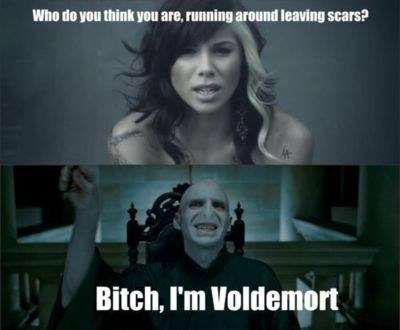 Who do you think you are, running around leaving scars?
Bitch, I'm Voldemort